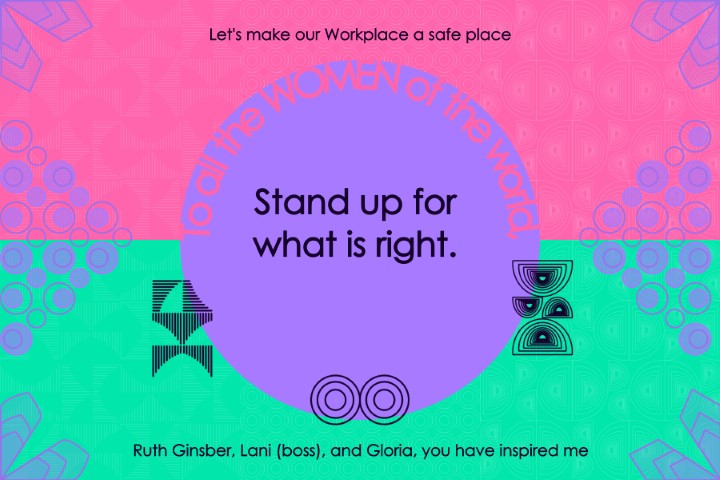 Let's make our Workplace a safe place
To all the WOMEN of the world,
Stand up for
what is right.
Ruth Ginsber, Lani (boss), and Gloria, you have inspired me